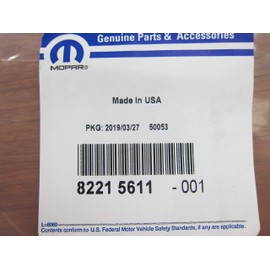 Genuine Parts & Accessories
MOPAR®
Made In USA
PKG: 2019/03/27 50053
8221 5611 - 001
Contents conform to U.S. Federal Motor Vehicle Safety Standards, if any are applicable.